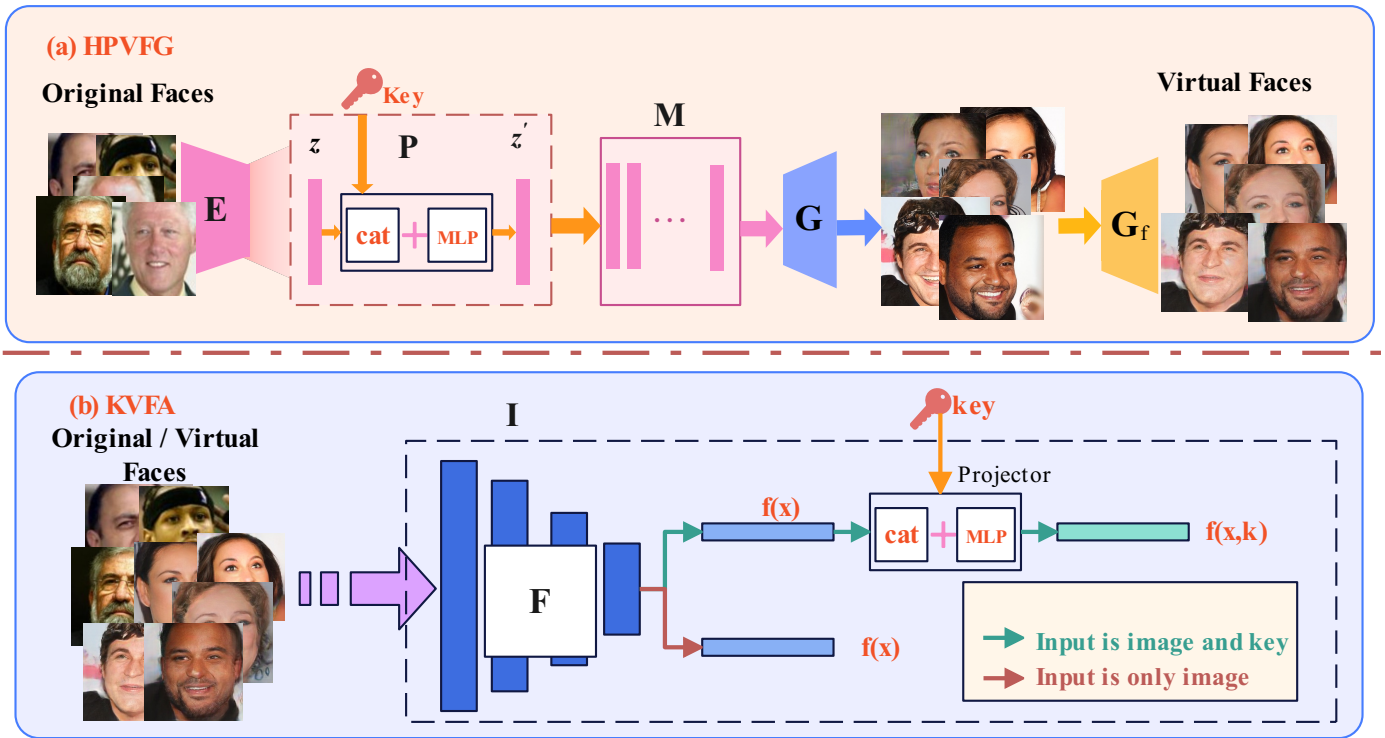 (a) HPVFG
Original Faces
Key
Virtual Faces
E
z
P
z′
cat
+
MLP
M
...
G
G_f
(b) KVFA
Original / Virtual
Faces
I
key
Projector
F
f(x)
cat
+
MLP
f(x,k)
f(x)
Input is image and key
Input is only image